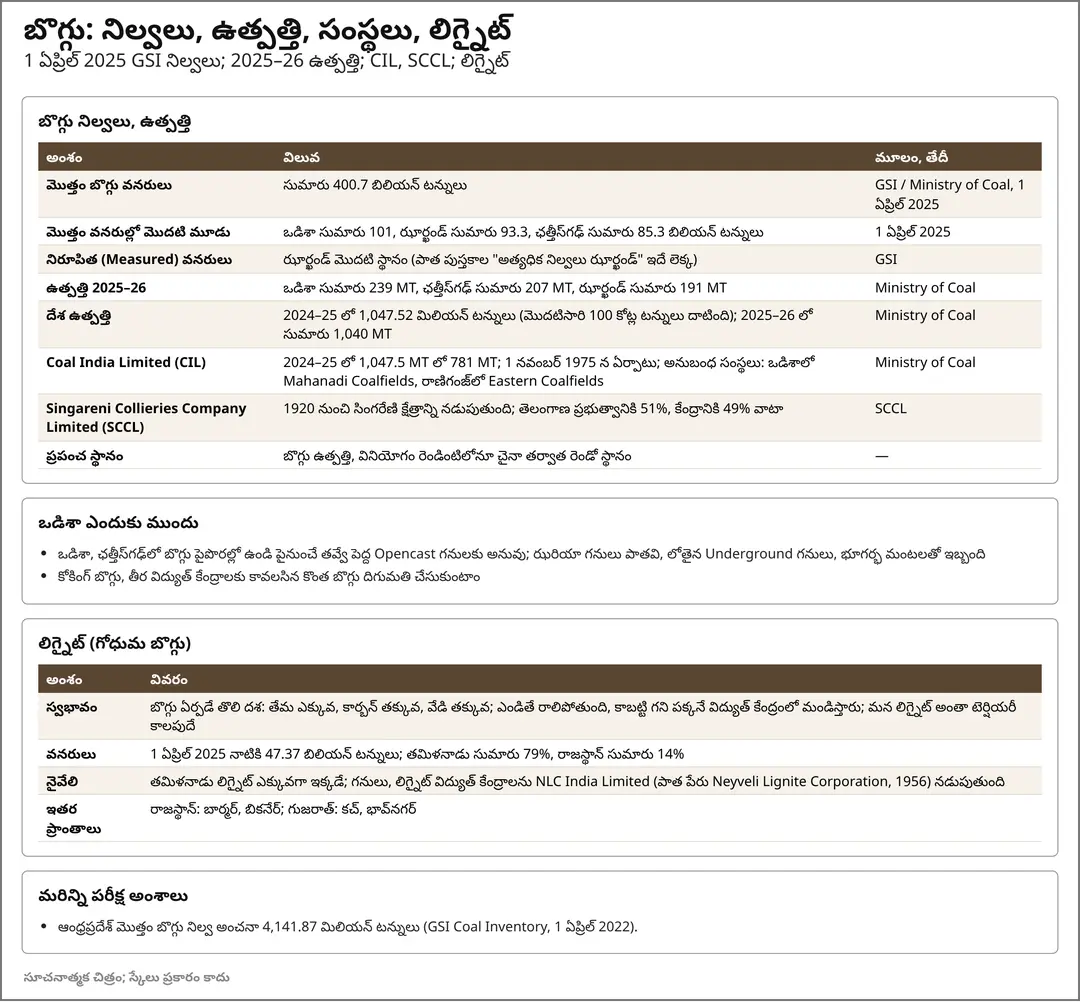 బొగ్గు: నిల్వలు, ఉత్పత్తి, సంస్థలు, లిగ్నైట్
1 ఏప్రిల్ 2025 GSI నిల్వలు; 2025–26 ఉత్పత్తి; CIL, SCCL; లిగ్నైట్
బొగ్గు నిల్వలు, ఉత్పత్తి
అంశం విలువ మూలం, తేదీ
మొత్తం బొగ్గు వనరులు సుమారు 400.7 బిలియన్ టన్నులు GSI / Ministry of Coal, 1
ఏప్రిల్ 2025
మొత్తం వనరుల్లో మొదటి మూడు ఒడిశా సుమారు 101, ఝార్ఖండ్ సుమారు 93.3, ఛత్తీస్‌గఢ్ సుమారు 85.3 బిలియన్ టన్నులు 1 ఏప్రిల్ 2025
నిరూపిత (Measured) వనరులు ఝార్ఖండ్ మొదటి స్థానం (పాత పుస్తకాల "అత్యధిక నిల్వలు ఝార్ఖండ్" ఇదే లెక్క) GSI
ఉత్పత్తి 2025–26 ఒడిశా సుమారు 239 MT, ఛత్తీస్‌గఢ్ సుమారు 207 MT, ఝార్ఖండ్ సుమారు 191 MT Ministry of Coal
దేశ ఉత్పత్తి 2024–25 లో 1,047.52 మిలియన్ టన్నులు (మొదటిసారి 100 కోట్ల టన్నులు దాటింది); 2025–26 లో Ministry of Coal
సుమారు 1,040 MT
Coal India Limited (CIL) 2024–25 లో 1,047.5 MT లో 781 MT; 1 నవంబర్ 1975 న ఏర్పాటు; అనుబంధ సంస్థలు: ఒడిశాలో Ministry of Coal
Mahanadi Coalfields, రాణిగంజ్‌లో Eastern Coalfields
Singareni Collieries Company 1920 నుంచి సింగరేణి క్షేత్రాన్ని నడుపుతుంది; తెలంగాణ ప్రభుత్వానికి 51%, కేంద్రానికి 49% వాటా SCCL
Limited (SCCL)
ప్రపంచ స్థానం బొగ్గు ఉత్పత్తి, వినియోగం రెండింటిలోనూ చైనా తర్వాత రెండో స్థానం —
ఒడిశా ఎందుకు ముందు
• ఒడిశా, ఛత్తీస్‌గఢ్‌లో బొగ్గు పైపొరల్లో ఉండి పైనుంచే తవ్వే పెద్ద Opencast గనులకు అనువు; ఝరియా గనులు పాతవి, లోతైన Underground గనులు, భూగర్భ మంటలతో ఇబ్బంది
• కోకింగ్ బొగ్గు, తీర విద్యుత్ కేంద్రాలకు కావలసిన కొంత బొగ్గు దిగుమతి చేసుకుంటాం
లిగ్నైట్ (గోధుమ బొగ్గు)
అంశం వివరం
స్వభావం బొగ్గు ఏర్పడే తొలి దశ: తేమ ఎక్కువ, కార్బన్ తక్కువ, వేడి తక్కువ; ఎండితే రాలిపోతుంది, కాబట్టి గని పక్కనే విద్యుత్ కేంద్రంలో మండిస్తారు; మన లిగ్నైట్ అంతా టెర్షియరీ
కాలపుదే
వనరులు 1 ఏప్రిల్ 2025 నాటికి 47.37 బిలియన్ టన్నులు; తమిళనాడు సుమారు 79%, రాజస్థాన్ సుమారు 14%
నైవేలి తమిళనాడు లిగ్నైట్ ఎక్కువగా ఇక్కడే; గనులు, లిగ్నైట్ విద్యుత్ కేంద్రాలను NLC India Limited (పాత పేరు Neyveli Lignite Corporation, 1956) నడుపుతుంది
ఇతర రాజస్థాన్: బార్మర్, బికనేర్; గుజరాత్: కచ్, భావ్‌నగర్
ప్రాంతాలు
మరిన్ని పరీక్ష అంశాలు
• ఆంధ్రప్రదేశ్ మొత్తం బొగ్గు నిల్వ అంచనా 4,141.87 మిలియన్ టన్నులు (GSI Coal Inventory, 1 ఏప్రిల్ 2022).
సూచనాత్మక చిత్రం; స్కేలు ప్రకారం కాదు